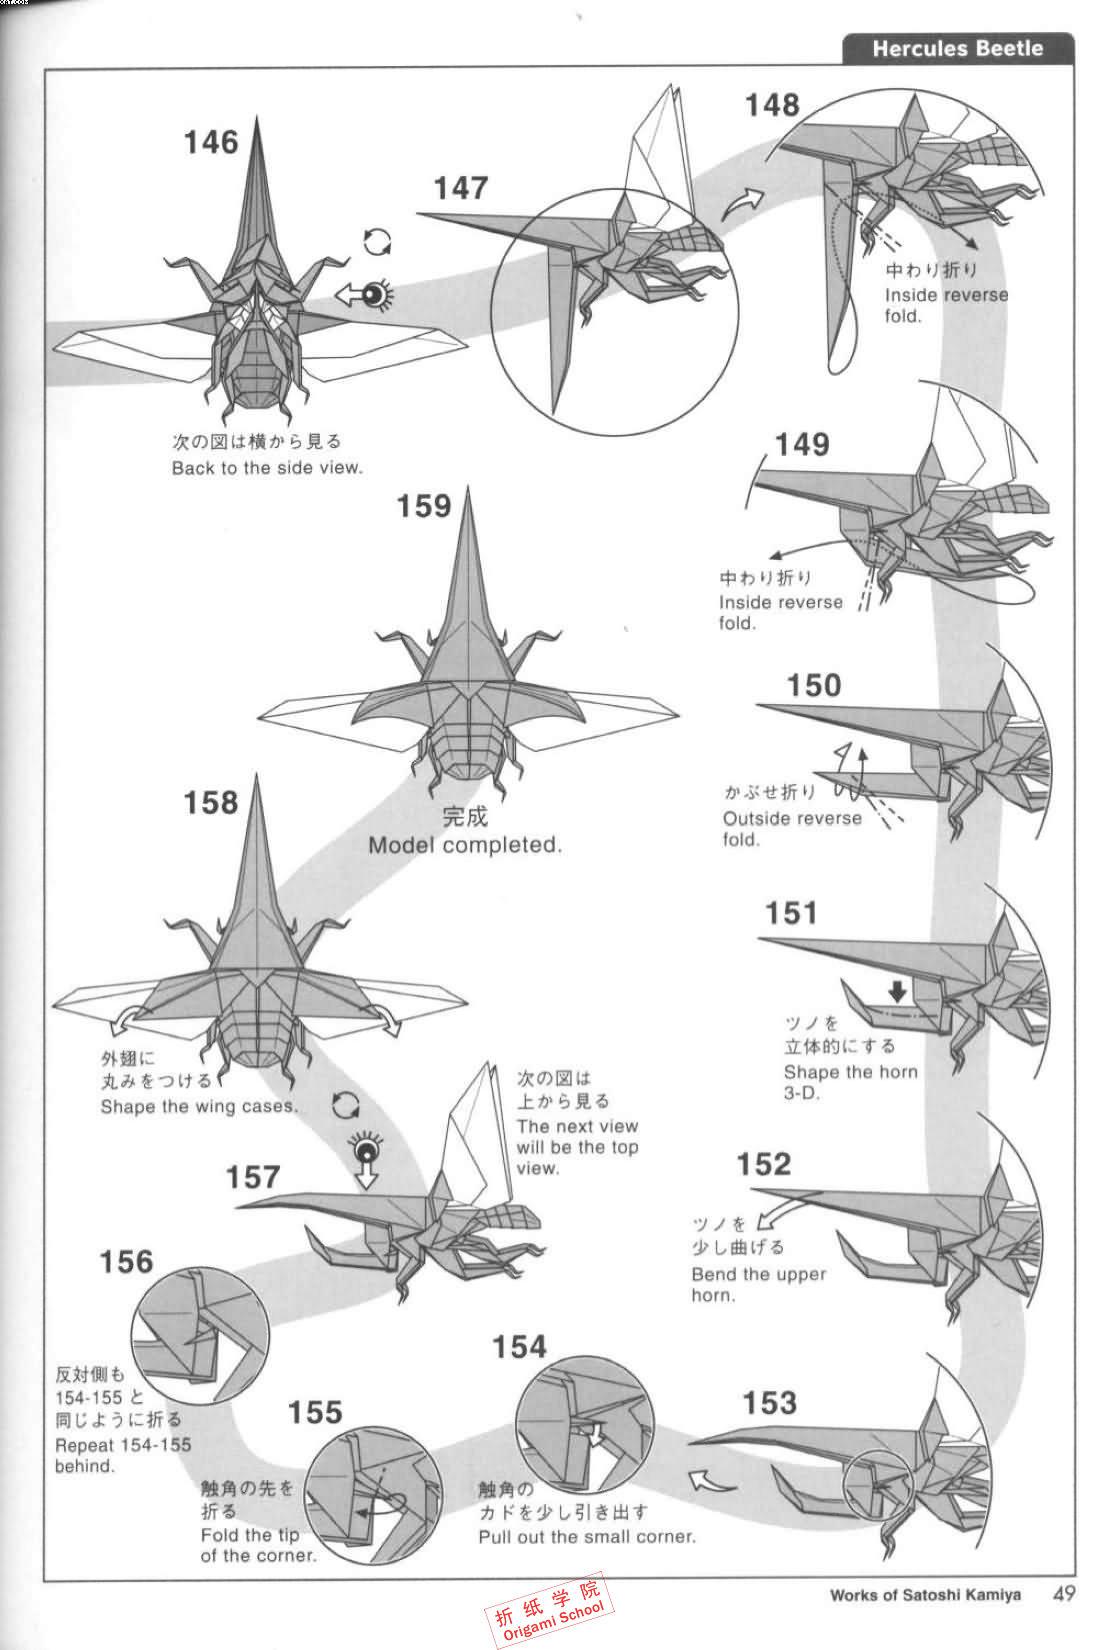 Hercules Beetle
146
次の図は横から見る
Back to the side view.
147
148
中わり折り
Inside reverse
fold.
149
中わり折り
Inside reverse
fold.
150
かぶせ折り
Outside reverse
fold.
151
ツノを
立体的にする
Shape the horn
3-D.
152
ツノを
少し曲げる
Bend the upper
horn.
153
154
触角の
カドを少し引き出す
Pull out the small corner.
155
触角の先を
折る
Fold the tip
of the corner.
156
反対側も
154-155 と
同じように折る
Repeat 154-155
behind.
157
次の図は
上から見る
The next view
will be the top
view.
158
外翅に
丸みをつける
Shape the wing cases.
159
完成
Model completed.
Works of Satoshi Kamiya 49
折纸学院
Origami School